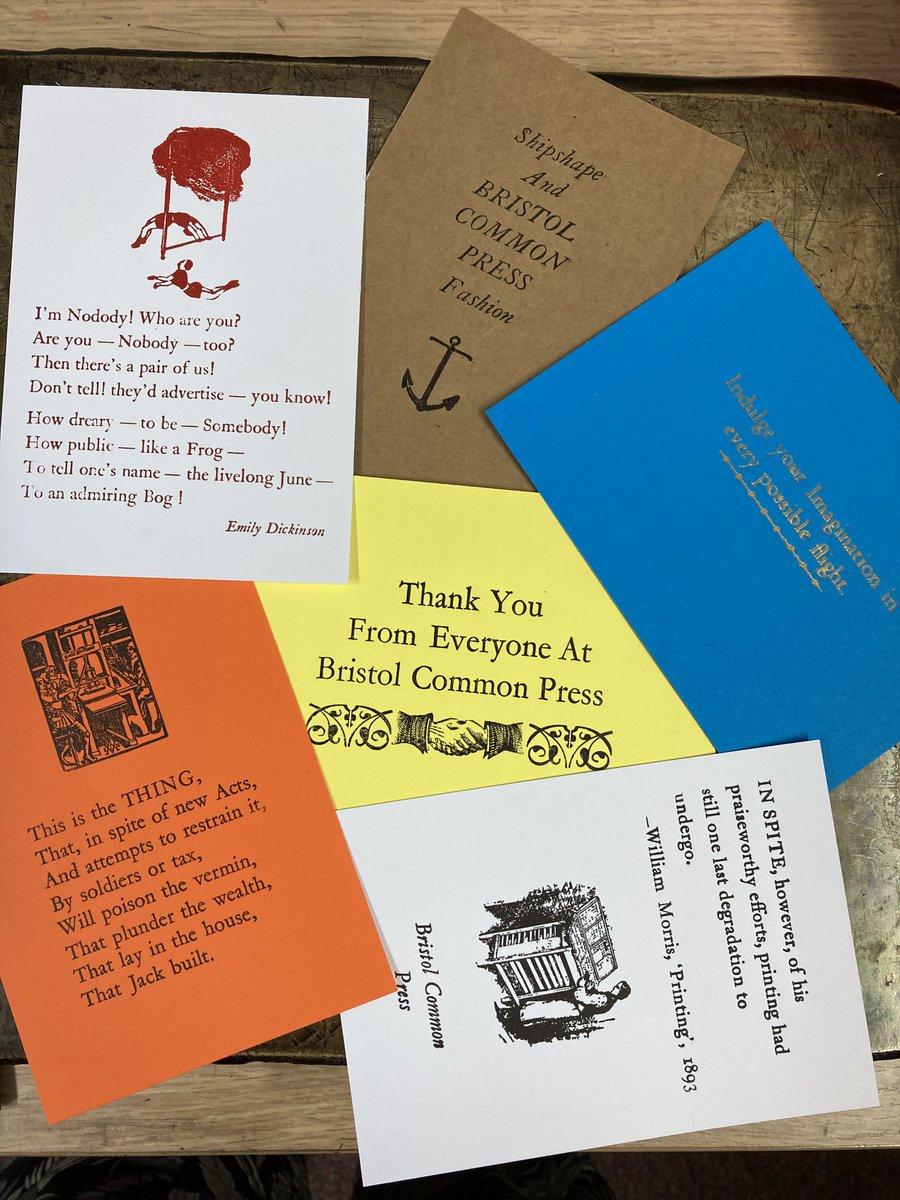 I'm Nodody! Who are you?
Are you — Nobody — too?
Then there's a pair of us!
Don't tell! they'd advertise — you know!
How dreary — to be — Somebody!
How public — like a Frog —
To tell one's name — the livelong June —
To an admiring Bog !
Emily Dickinson
Shipshape
And
BRISTOL
COMMON
PRESS
Fashion
Indulge your Imagination in
every possible flight.
Thank You
From Everyone At
Bristol Common Press
This is the THING,
That, in spite of new Acts,
And attempts to restrain it,
By soldiers or tax,
Will poison the vermin,
That plunder the wealth,
That lay in the house,
That Jack built.
IN SPITE, however, of his
praiseworthy efforts, printing had
still one last degradation to
undergo.
–William Morris, 'Printing', 1893
Bristol Common
Press